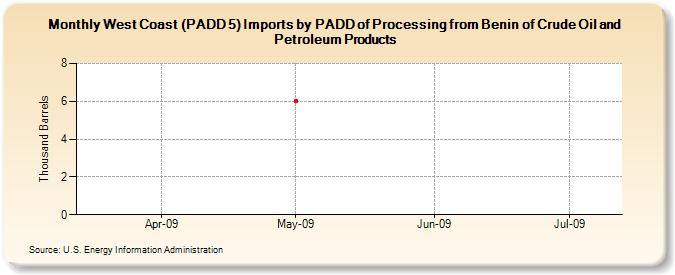 Monthly West Coast (PADD 5) Imports by PADD of Processing from Benin of Crude Oil and
Petroleum Products
Thousand Barrels
8
6
4
2
0
Apr-09 May-09 Jun-09 Jul-09
Source: U.S. Energy Information Administration